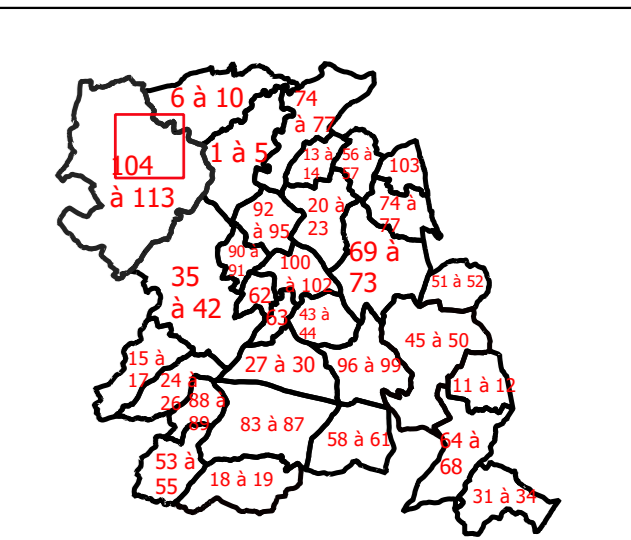 6 à 10
74
à 77
1 à 5
13 à
14
56 à
57
103
104
à 113
92
à 95
20 à
23
74 à
77
90 à
91
100
à 102
69 à
73
51 à 52
35
à 42
62
63
43 à
44
45 à 50
15 à
17
24 à
26
27 à 30
96 à 99
11 à 12
88 à
89
83 à 87
58 à 61
64 à
68
53 à
55
18 à 19
31 à 34